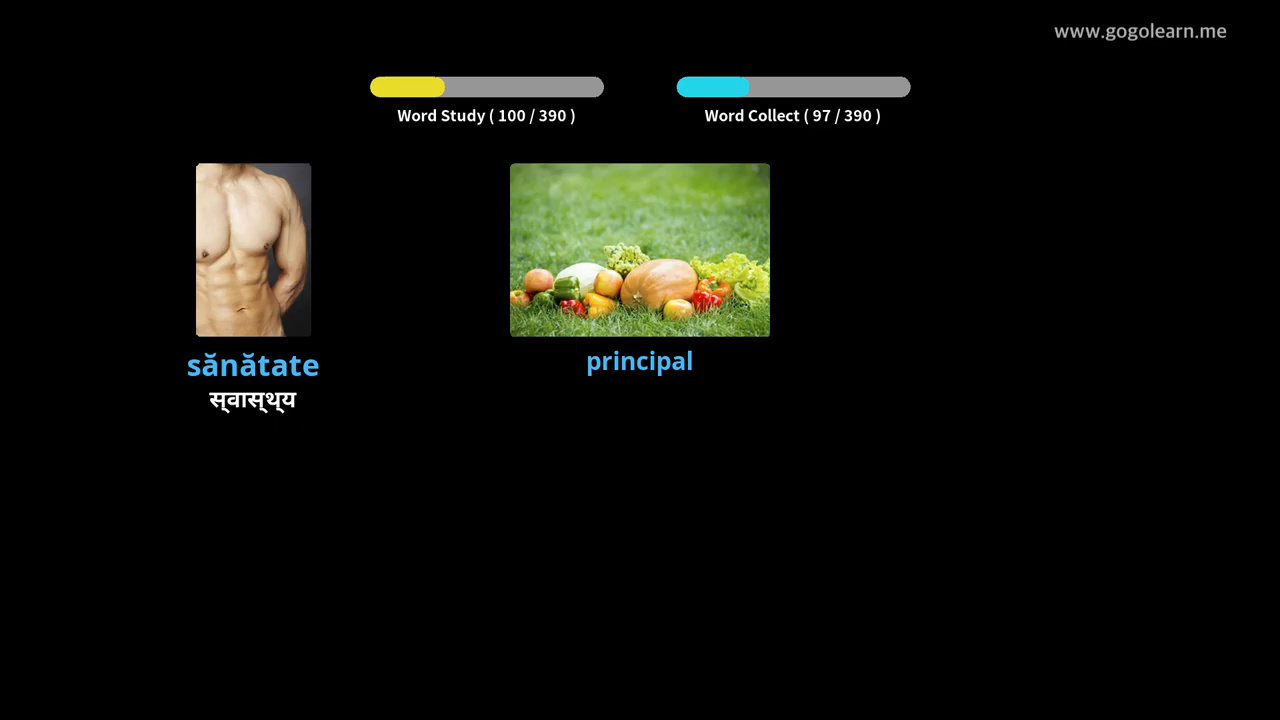 www.gogolearn.me
Word Study ( 100 / 390 )
Word Collect ( 97 / 390 )
sănătate
स्वास्थ्य
principal